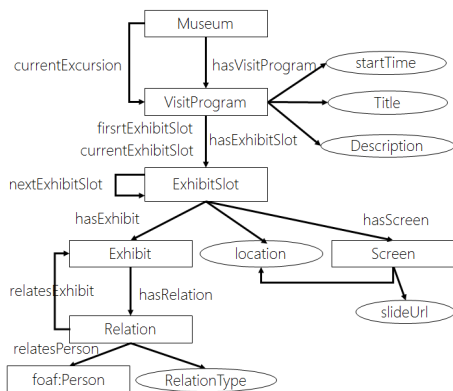 Museum
currentExcursion
hasVisitProgram
startTime
VisitProgram
Title
firsrtExhibitSlot
currentExhibitSlot
hasExhibitSlot
Description
nextExhibitSlot
ExhibitSlot
hasExhibit
hasScreen
Exhibit
location
Screen
relatesExhibit
hasRelation
slideUrl
Relation
relatesPerson
foaf:Person
RelationType